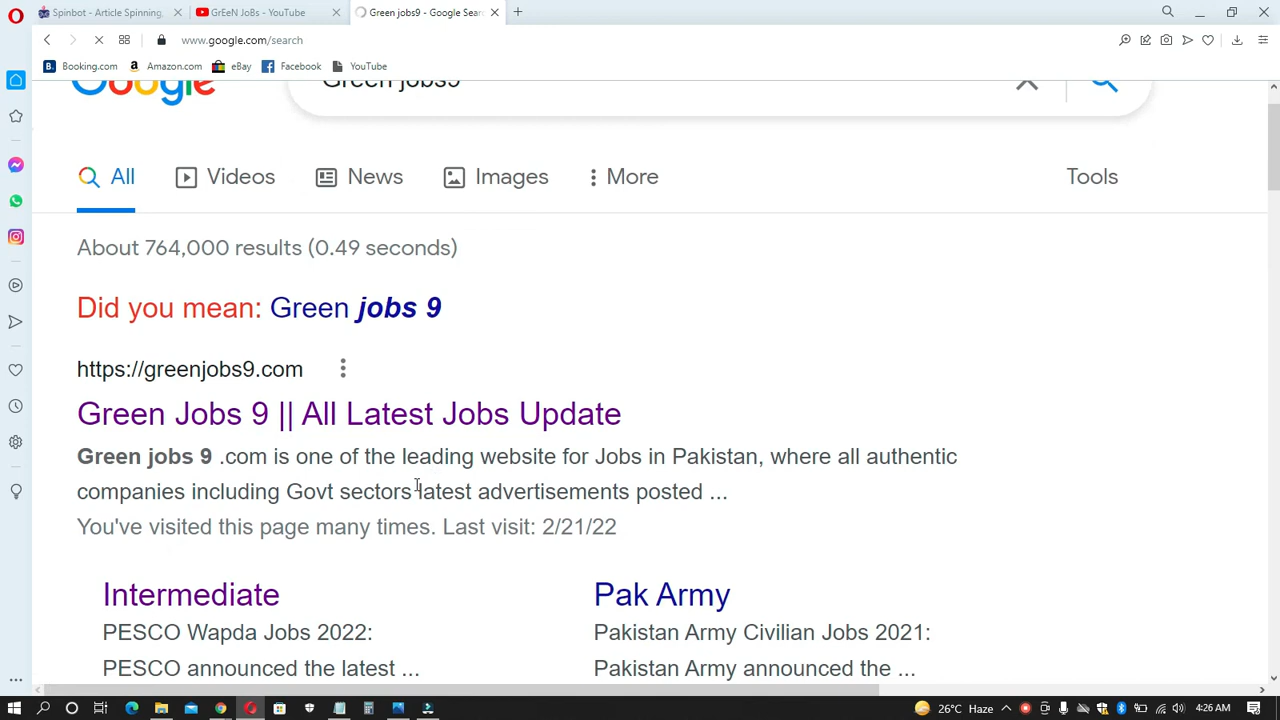 Spinbot - Article Spinning,
GrEeN JoBs - YouTube
Green jobs9 - Google Sear
www.google.com/search
Booking.com
Amazon.com
eBay
Facebook
YouTube
Google
Green jobs9
All
Videos
News
Images
More
Tools
About 764,000 results (0.49 seconds)
Did you mean: Green jobs 9
https://greenjobs9.com
Green Jobs 9 || All Latest Jobs Update
Green jobs 9 .com is one of the leading website for Jobs in Pakistan, where all authentic
companies including Govt sectors latest advertisements posted ...
You've visited this page many times. Last visit: 2/21/22
Intermediate
PESCO Wapda Jobs 2022:
PESCO announced the latest ...
Pak Army
Pakistan Army Civilian Jobs 2021:
Pakistan Army announced the ...
26°C Haze
4:26 AM